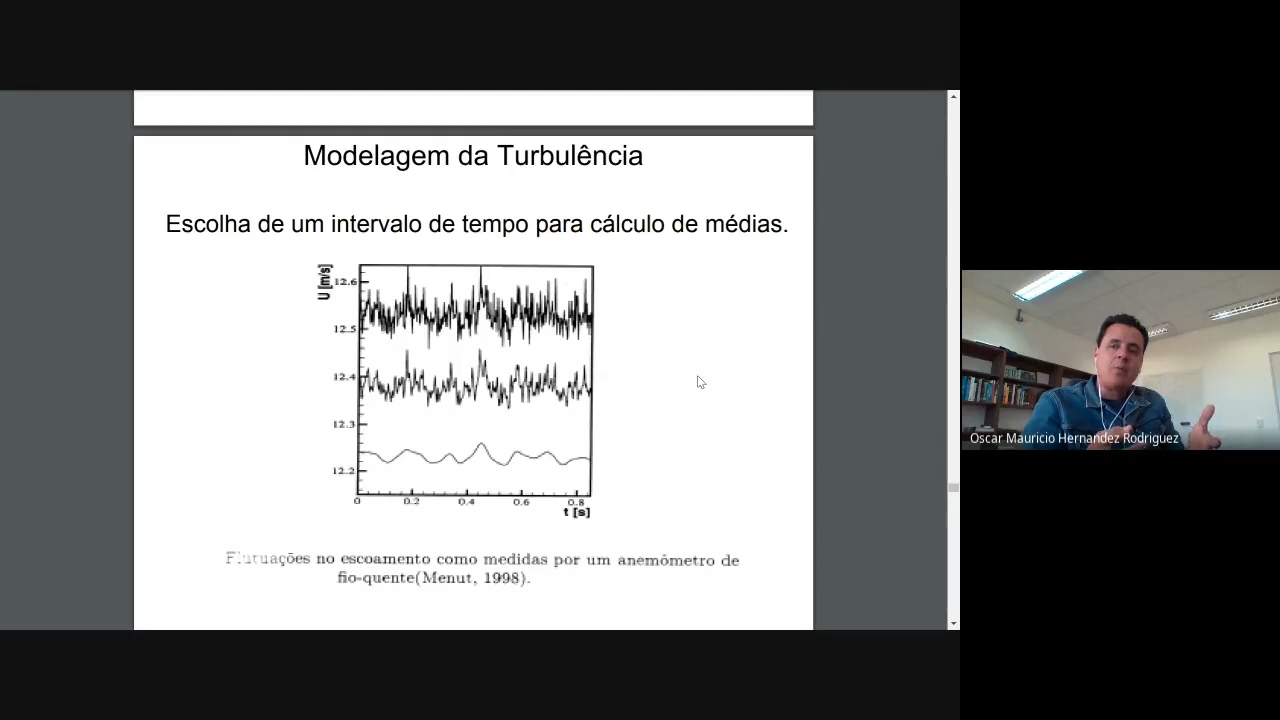 Modelagem da Turbulência
Escolha de um intervalo de tempo para cálculo de médias.
U [m/s]
12.6
12.5
12.4
12.3
12.2
0 0.2 0.4 0.6 0.8
t [s]
Flutuações no escoamento como medidas por um anemômetro de
fio-quente(Menut, 1998).
Oscar Mauricio Hernandez Rodriguez